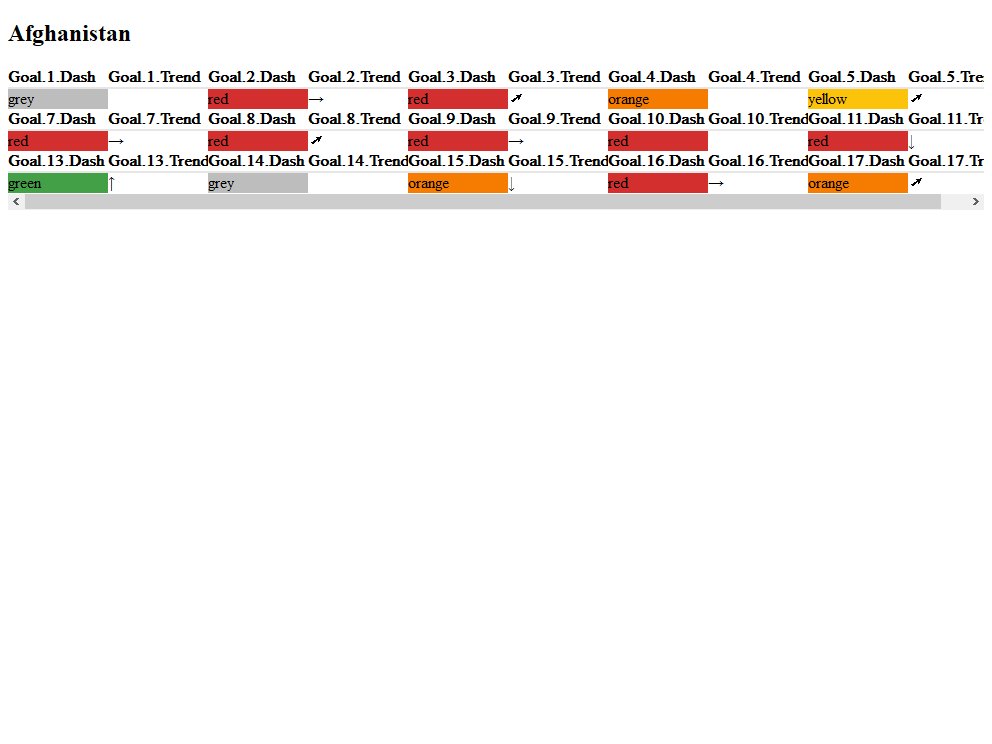 Afghanistan
Goal.1.Dash Goal.1.Trend Goal.2.Dash Goal.2.Trend Goal.3.Dash Goal.3.Trend Goal.4.Dash Goal.4.Trend Goal.5.Dash Goal.5.Tre
grey red → red ↗ orange yellow ↗
Goal.7.Dash Goal.7.Trend Goal.8.Dash Goal.8.Trend Goal.9.Dash Goal.9.Trend Goal.10.Dash Goal.10.Trend Goal.11.Dash Goal.11.Tr
red → red ↗ red → red red ↓
Goal.13.Dash Goal.13.Trend Goal.14.Dash Goal.14.Trend Goal.15.Dash Goal.15.Trend Goal.16.Dash Goal.16.Trend Goal.17.Dash Goal.17.Tr
green ↑ grey orange ↓ red → orange ↗